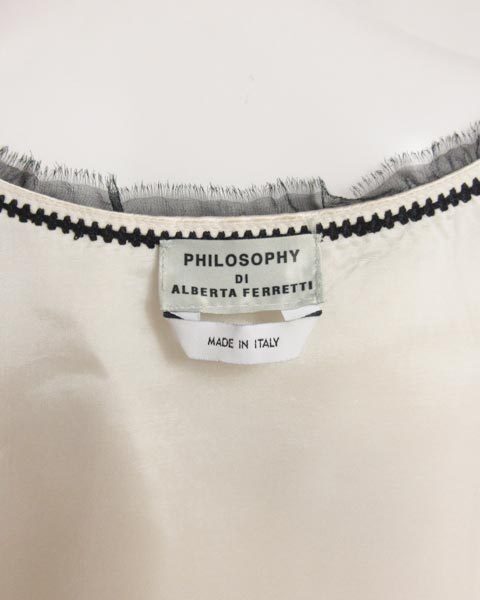 PHILOSOPHY
DI
ALBERTA FERRETTI
MADE IN ITALY